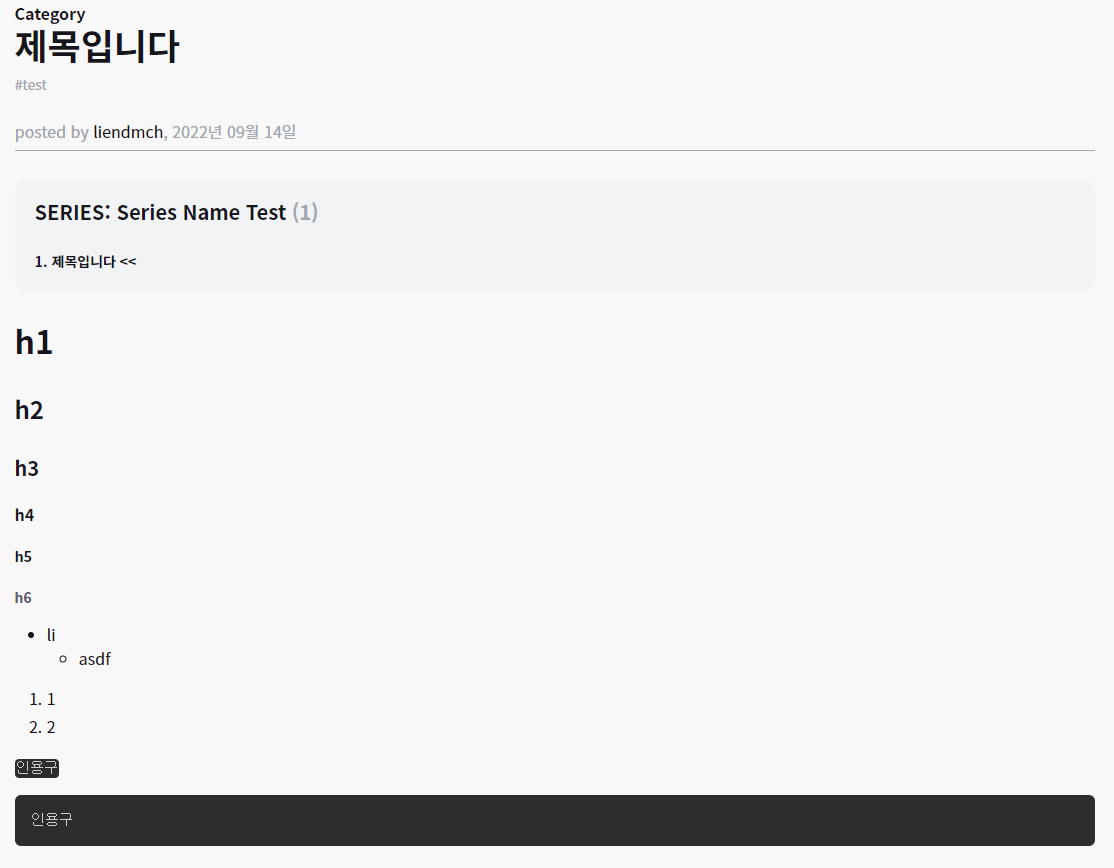 Category
제목입니다
#test
posted by liendmch, 2022년 09월 14일
SERIES: Series Name Test (1)
1. 제목입니다 <<
h1
h2
h3
h4
h5
h6
li
asdf
1. 1
2. 2
인용구
인용구